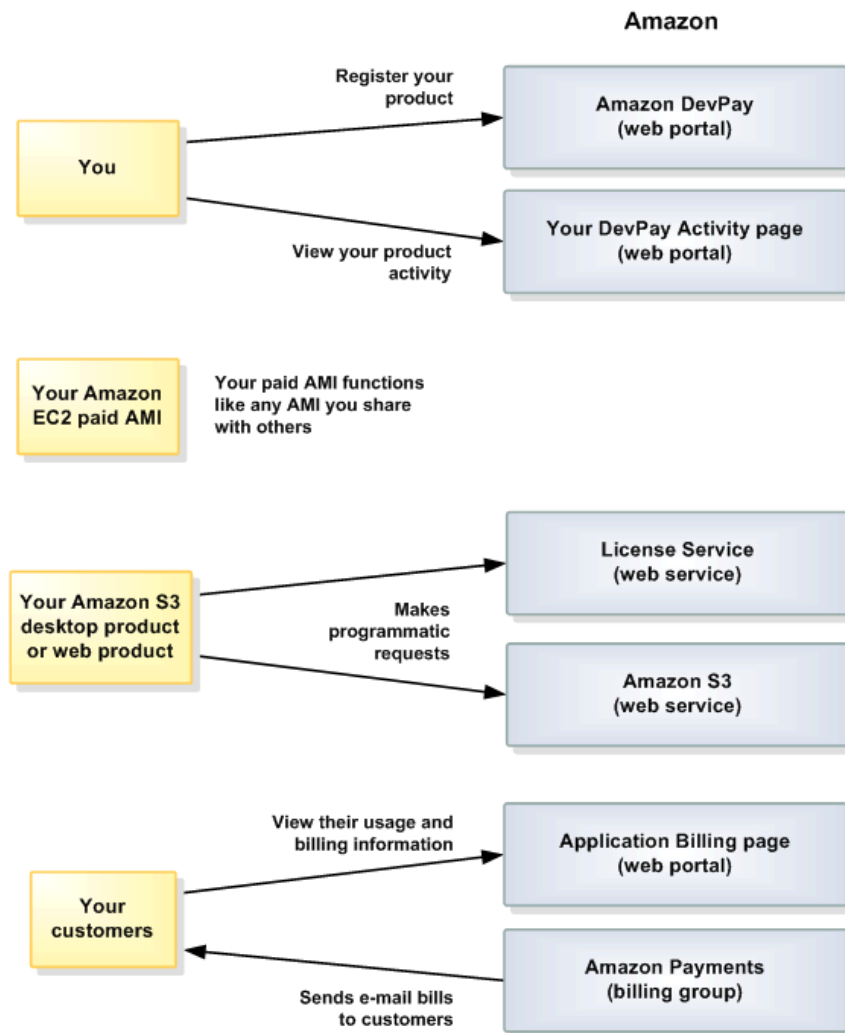 Amazon
Register your
product
Amazon DevPay
(web portal)
You
Your DevPay Activity page
(web portal)
View your product
activity
Your Amazon
EC2 paid AMI
Your paid AMI functions
like any AMI you share
with others
License Service
(web service)
Your Amazon S3
desktop product
or web product
Makes
programmatic
requests
Amazon S3
(web service)
View their usage and
billing information
Application Billing page
(web portal)
Your
customers
Amazon Payments
(billing group)
Sends e-mail bills
to customers